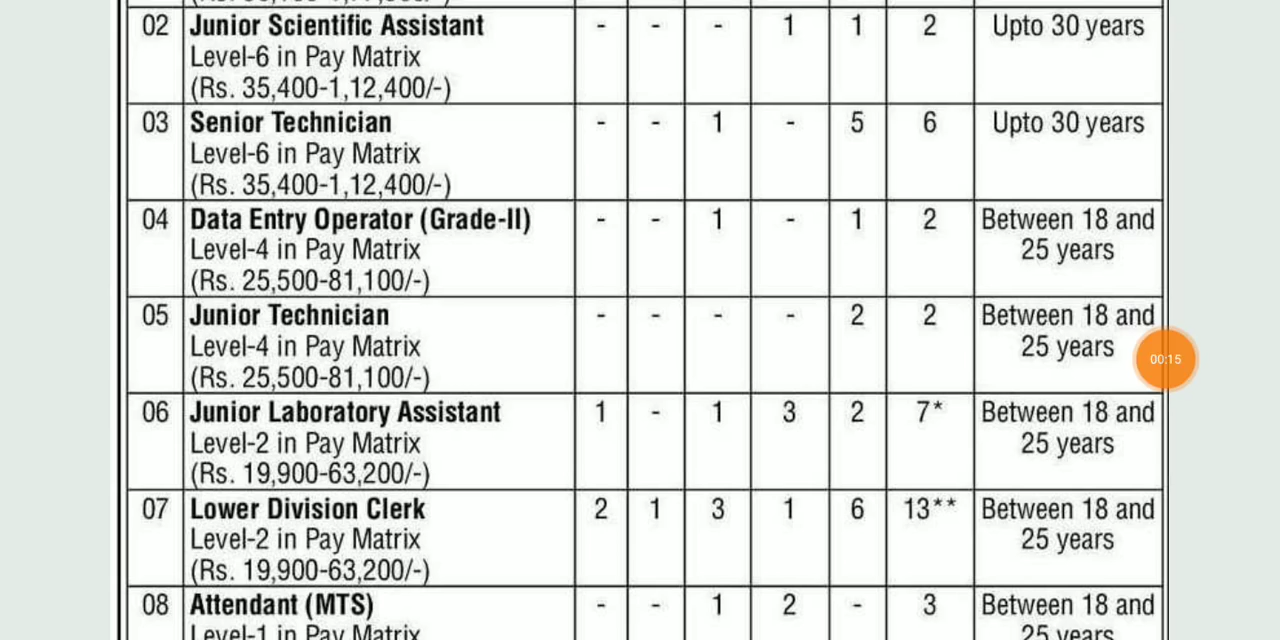 02 Junior Scientific Assistant - - - 1 1 2 Upto 30 years
Level-6 in Pay Matrix
(Rs. 35,400-1,12,400/-)
03 Senior Technician - - 1 - 5 6 Upto 30 years
Level-6 in Pay Matrix
(Rs. 35,400-1,12,400/-)
04 Data Entry Operator (Grade-II) - - 1 - 1 2 Between 18 and
Level-4 in Pay Matrix 25 years
(Rs. 25,500-81,100/-)
05 Junior Technician - - - - 2 2 Between 18 and
Level-4 in Pay Matrix 25 years
00:15
(Rs. 25,500-81,100/-)
06 Junior Laboratory Assistant 1 - 1 3 2 7* Between 18 and
Level-2 in Pay Matrix 25 years
(Rs. 19,900-63,200/-)
07 Lower Division Clerk 2 1 3 1 6 13** Between 18 and
Level-2 in Pay Matrix 25 years
(Rs. 19,900-63,200/-)
08 Attendant (MTS) - - 1 2 - 3 Between 18 and
Level-1 in Pay Matrix 25 years